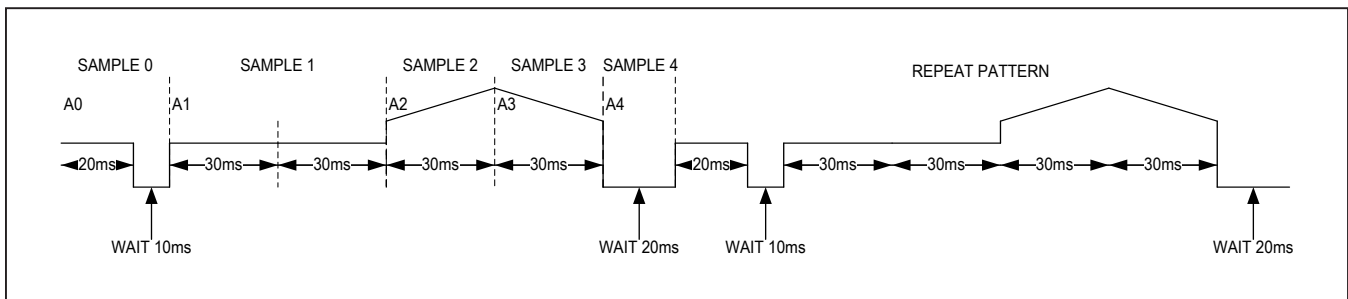 SAMPLE 0 SAMPLE 1 SAMPLE 2 SAMPLE 3 SAMPLE 4 REPEAT PATTERN
A0 A1 A2 A3 A4
20ms 30ms 30ms 30ms 30ms 20ms 30ms 30ms 30ms 30ms
WAIT 10ms WAIT 20ms WAIT 10ms WAIT 20ms